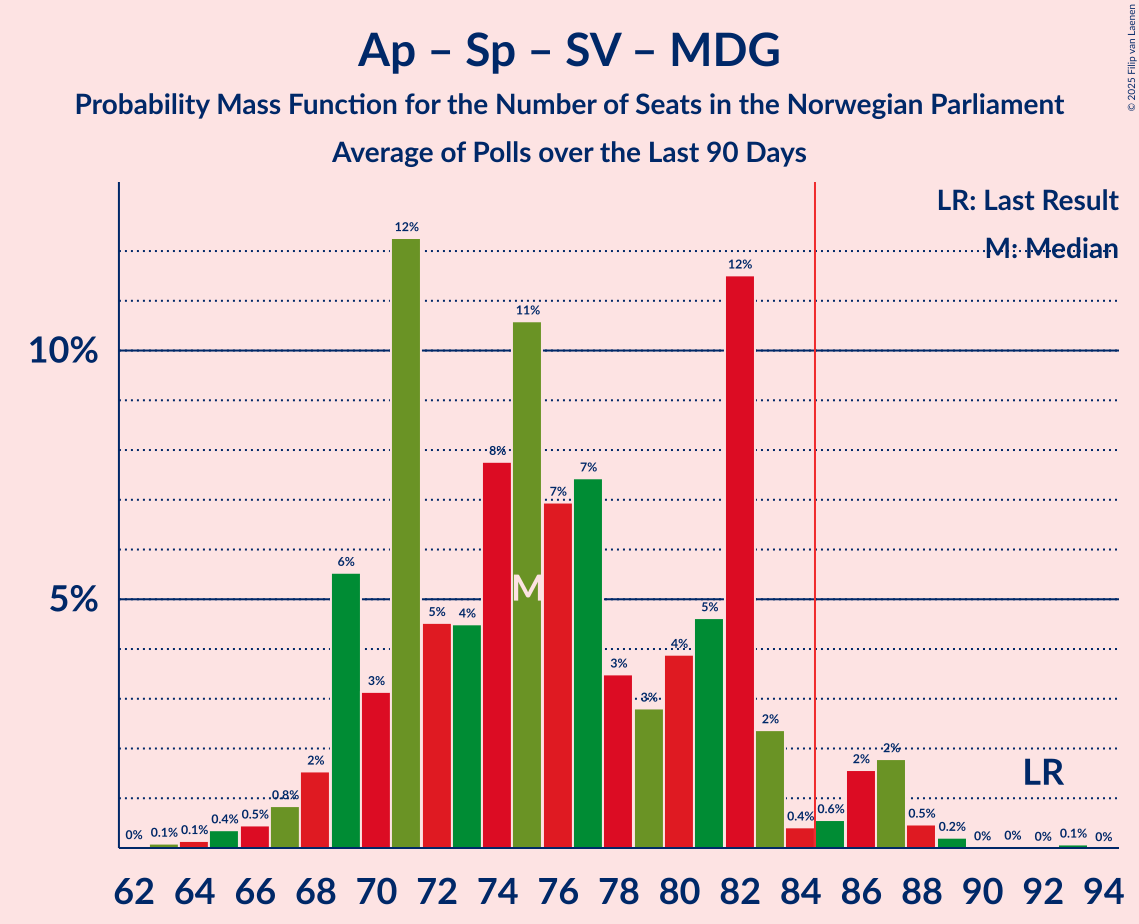 Ap – Sp – SV – MDG
Probability Mass Function for the Number of Seats in the Norwegian Parliament
Average of Polls over the Last 90 Days
© 2025 Filip van Laenen
LR: Last Result
M: Median
10%
5%
0% 0.1% 0.1% 0.4% 0.5% 0.8% 2% 6% 3% 12% 5% 4% 8% 11% 7% 7% 3% 3% 4% 5% 12% 2% 0.4% 0.6% 2% 2% 0.5% 0.2% 0% 0% 0% 0.1% 0%
M
LR
62 64 66 68 70 72 74 76 78 80 82 84 86 88 90 92 94